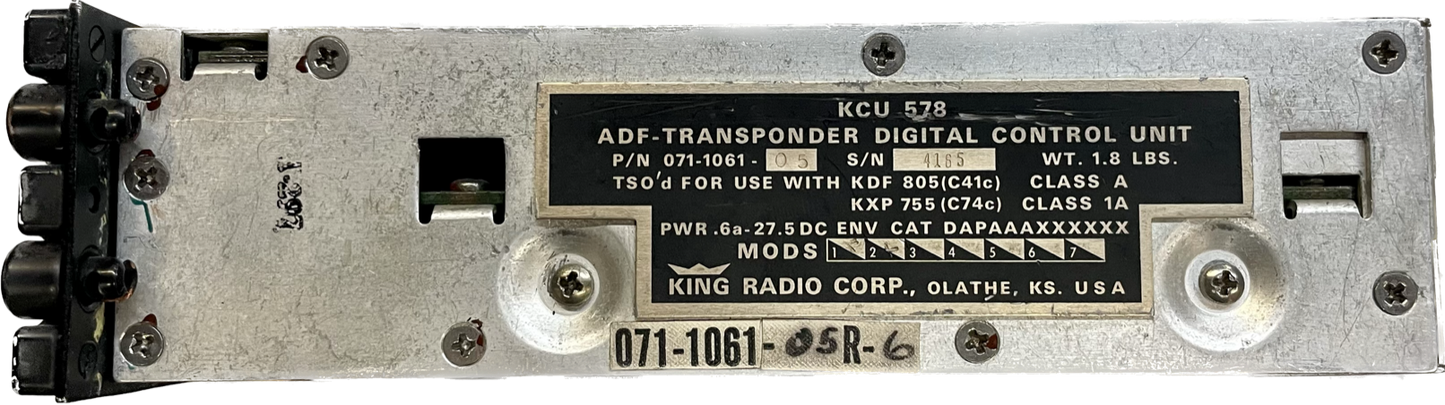 KCU 578
ADF-TRANSPONDER DIGITAL CONTROL UNIT
P/N 071-1061- 05 S/N 4165 WT. 1.8 LBS.
TSO'd FOR USE WITH KDF 805(C41c) CLASS A
KXP 755(C74c) CLASS 1A
PWR .6a-27.5 DC ENV CAT DAPAAAXXXXXX
MODS 1 2 3 4 5 6 7
KING RADIO CORP., OLATHE, KS. USA
071-1061-05R-6